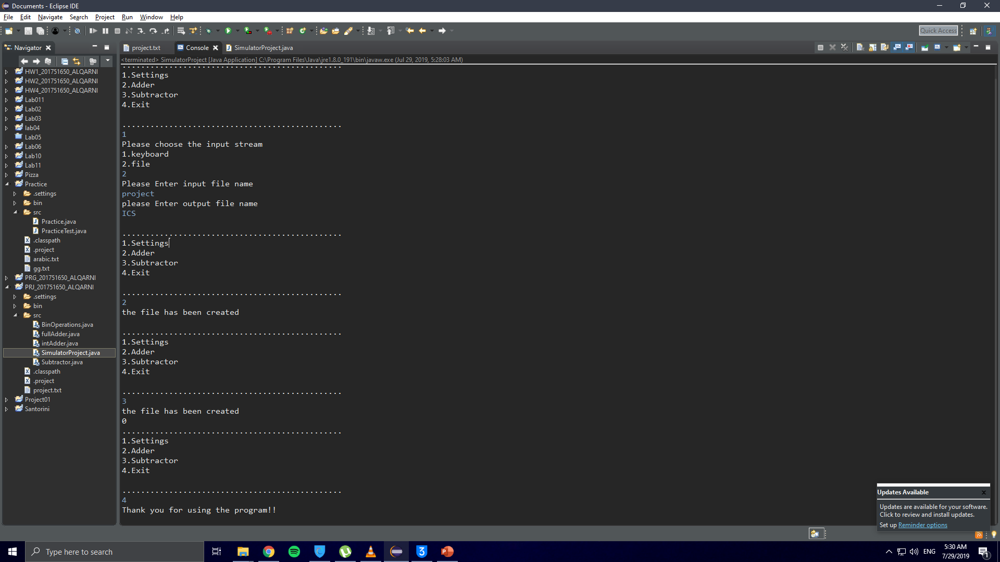 Documents - Eclipse IDE
File Edit Navigate Search Project Run Window Help
Quick Access
Navigator
project.txt
Console
SimulatorProject.java
<terminated> SimulatorProject [Java Application] C:\Program Files\Java\jre1.8.0_191\bin\javaw.exe (Jul 29, 2019, 5:28:03 AM)
HW1_201751650_ALQARNI
HW2_201751650_ALQARNI
HW4_201751650_ALQARNI
Lab011
Lab02
Lab03
lab04
Lab05
Lab06
Lab10
Lab11
Pizza
Practice
.settings
bin
src
Practice.java
PracticeTest.java
.classpath
.project
arabic.txt
gg.txt
PRG_201751650_ALQARNI
PRJ_201751650_ALQARNI
.settings
bin
src
BinOperations.java
fullAdder.java
intAdder.java
SimulatorProject.java
Subtractor.java
.classpath
.project
project.txt
Project01
Santorini
...............................................
1.Settings
2.Adder
3.Subtractor
4.Exit
...............................................
1
Please choose the input stream
1.keyboard
2.file
2
Please Enter input file name
project
please Enter output file name
ICS
...............................................
1.Settings
2.Adder
3.Subtractor
4.Exit
...............................................
2
the file has been created
...............................................
1.Settings
2.Adder
3.Subtractor
4.Exit
...............................................
3
the file has been created
0
...............................................
1.Settings
2.Adder
3.Subtractor
4.Exit
...............................................
4
Thank you for using the program!!
Updates Available
Updates are available for your software.
Click to review and install updates.
Set up Reminder options
Type here to search
3
ENG
5:30 AM
7/29/2019
1